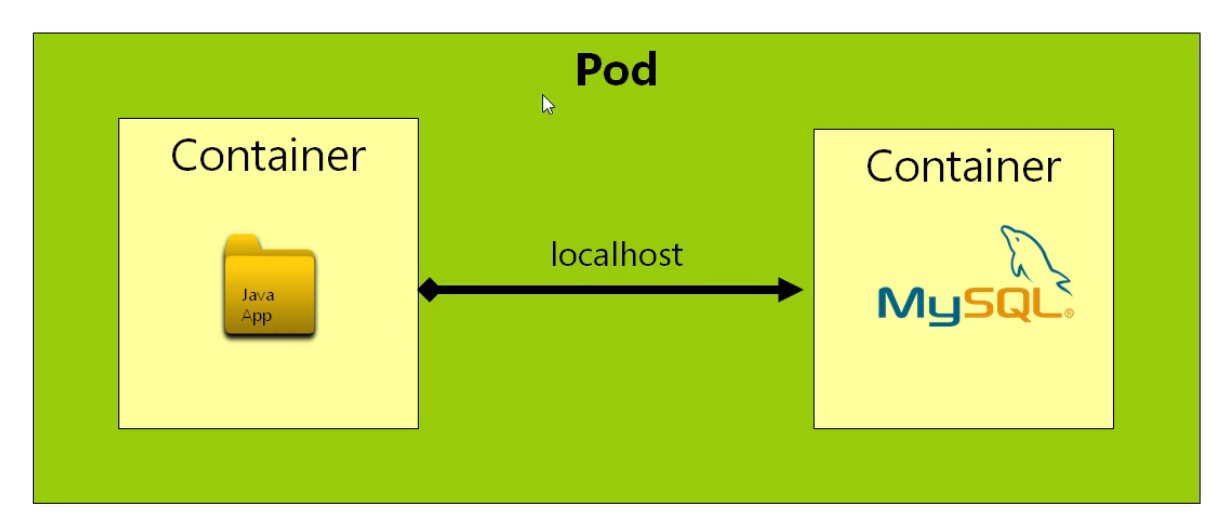 Pod
Container
Java
App
localhost
Container
MySQL®